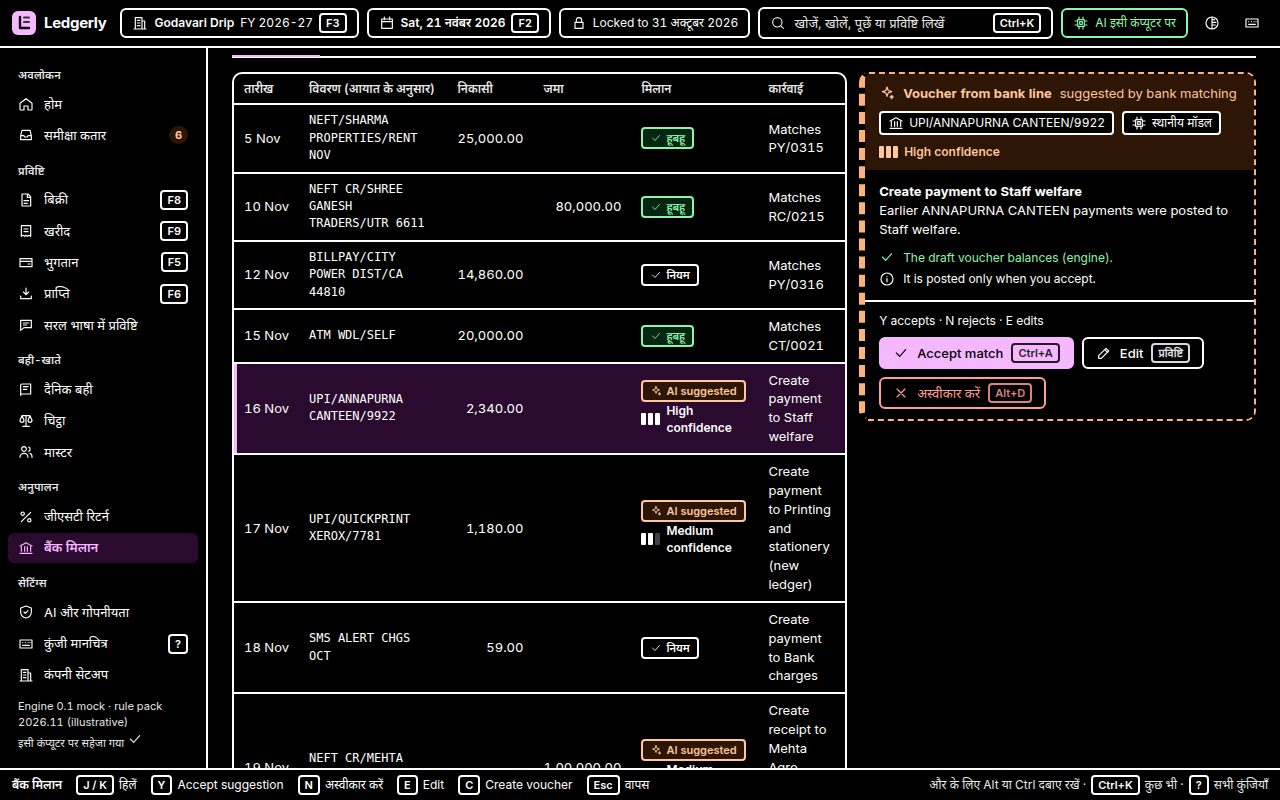 Ledgerly
Godavari Drip FY 2026-27 F3
Sat, 21 नवंबर 2026 F2
Locked to 31 अक्टूबर 2026
खोजें, खोलें, पूछें या प्रविष्टि लिखें Ctrl+K
AI इसी कंप्यूटर पर
अवलोकन
होम
समीक्षा कतार 6
प्रविष्टि
बिक्री F8
खरीद F9
भुगतान F5
प्राप्ति F6
सरल भाषा में प्रविष्टि
बही-खाते
दैनिक बही
चिट्ठा
मास्टर
अनुपालन
जीएसटी रिटर्न
बैंक मिलान
सेटिंग्स
AI और गोपनीयता
कुंजी मानचित्र ?
कंपनी सेटअप
Engine 0.1 mock · rule pack
2026.11 (illustrative)
इसी कंप्यूटर पर सहेजा गया
तारीख विवरण (आयात के अनुसार) निकासी जमा मिलान कार्रवाई
5 Nov NEFT/SHARMA PROPERTIES/RENT NOV 25,000.00 हूबहू Matches PY/0315
10 Nov NEFT CR/SHREE GANESH TRADERS/UTR 6611 80,000.00 हूबहू Matches RC/0215
12 Nov BILLPAY/CITY POWER DIST/CA 44810 14,860.00 नियम Matches PY/0316
15 Nov ATM WDL/SELF 20,000.00 हूबहू Matches CT/0021
16 Nov UPI/ANNAPURNA CANTEEN/9922 2,340.00 AI suggested High confidence Create payment to Staff welfare
17 Nov UPI/QUICKPRINT XEROX/7781 1,180.00 AI suggested Medium confidence Create payment to Printing and stationery (new ledger)
18 Nov SMS ALERT CHGS OCT 59.00 नियम Create payment to Bank charges
19 Nov NEFT CR/MEHTA 1,00,000.00 AI suggested Medium Create receipt to Mehta Agro
Voucher from bank line suggested by bank matching
UPI/ANNAPURNA CANTEEN/9922 स्थानीय मॉडल
High confidence
Create payment to Staff welfare
Earlier ANNAPURNA CANTEEN payments were posted to
Staff welfare.
The draft voucher balances (engine).
It is posted only when you accept.
Y accepts · N rejects · E edits
Accept match Ctrl+A
Edit प्रविष्टि
अस्वीकार करें Alt+D
बैंक मिलान J / K हिलें Y Accept suggestion N अस्वीकार करें E Edit C Create voucher Esc वापस
और के लिए Alt या Ctrl दबाए रखें · Ctrl+K कुछ भी · ? सभी कुंजियाँ